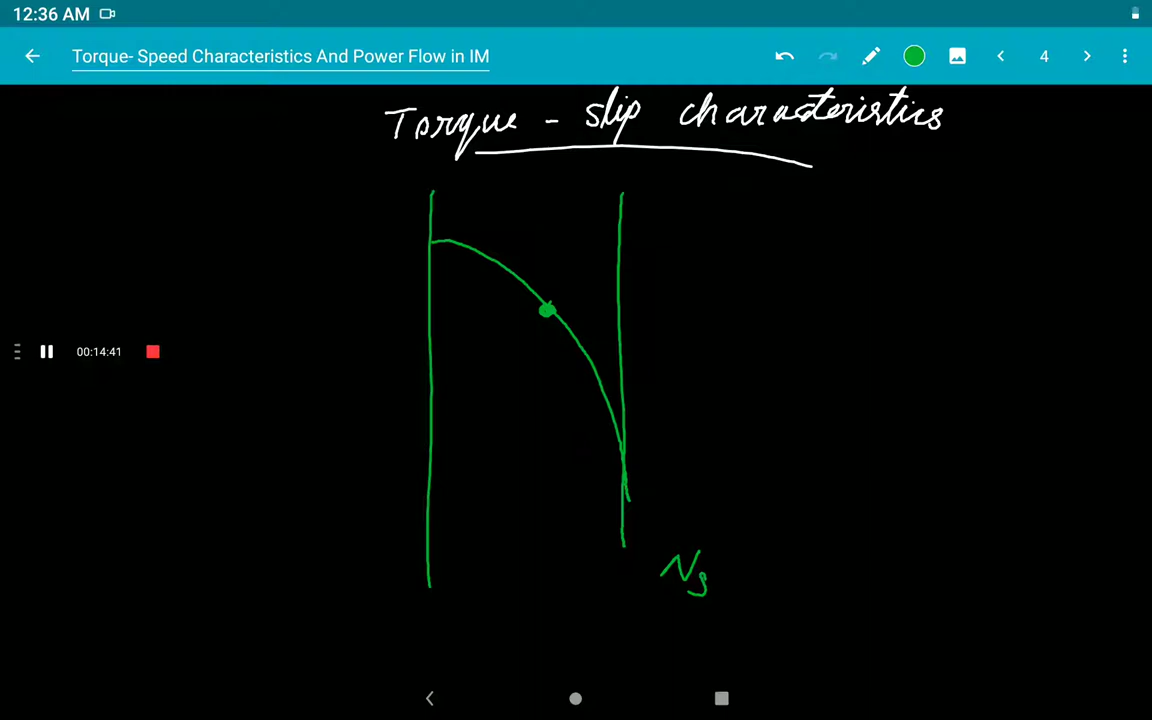 12:36 AM
Torque- Speed Characteristics And Power Flow in IM
4
Torque - slip characteristics
00:14:41
Ns